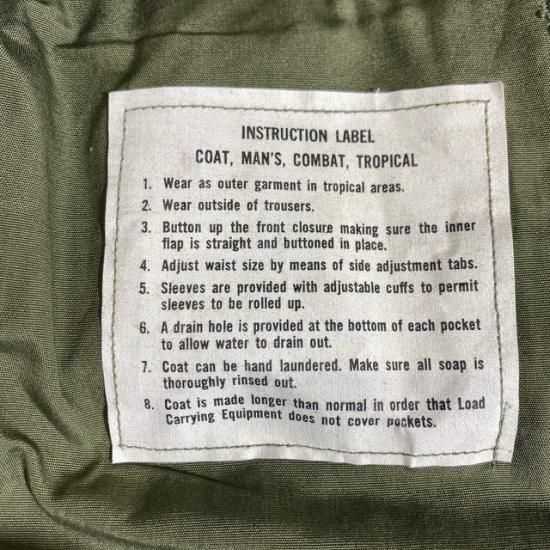 INSTRUCTION LABEL
COAT, MAN'S, COMBAT, TROPICAL
1. Wear as outer garment in tropical areas.
2. Wear outside of trousers.
3. Button up the front closure making sure the inner
flap is straight and buttoned in place.
4. Adjust waist size by means of side adjustment tabs.
5. Sleeves are provided with adjustable cuffs to permit
sleeves to be rolled up.
6. A drain hole is provided at the bottom of each pocket
to allow water to drain out.
7. Coat can be hand laundered. Make sure all soap is
thoroughly rinsed out.
8. Coat is made longer than normal in order that Load
Carrying Equipment does not cover pockets.